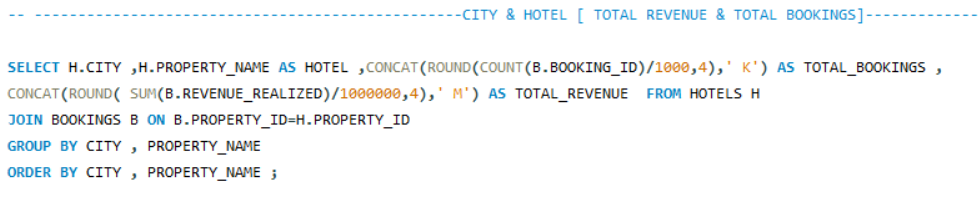 -- --------------------------------------------------CITY & HOTEL [ TOTAL REVENUE & TOTAL BOOKINGS]-------------
SELECT H.CITY ,H.PROPERTY_NAME AS HOTEL ,CONCAT(ROUND(COUNT(B.BOOKING_ID)/1000,4),' K') AS TOTAL_BOOKINGS ,
CONCAT(ROUND( SUM(B.REVENUE_REALIZED)/1000000,4),' M') AS TOTAL_REVENUE  FROM HOTELS H
JOIN BOOKINGS B ON B.PROPERTY_ID=H.PROPERTY_ID
GROUP BY CITY , PROPERTY_NAME
ORDER BY CITY , PROPERTY_NAME ;